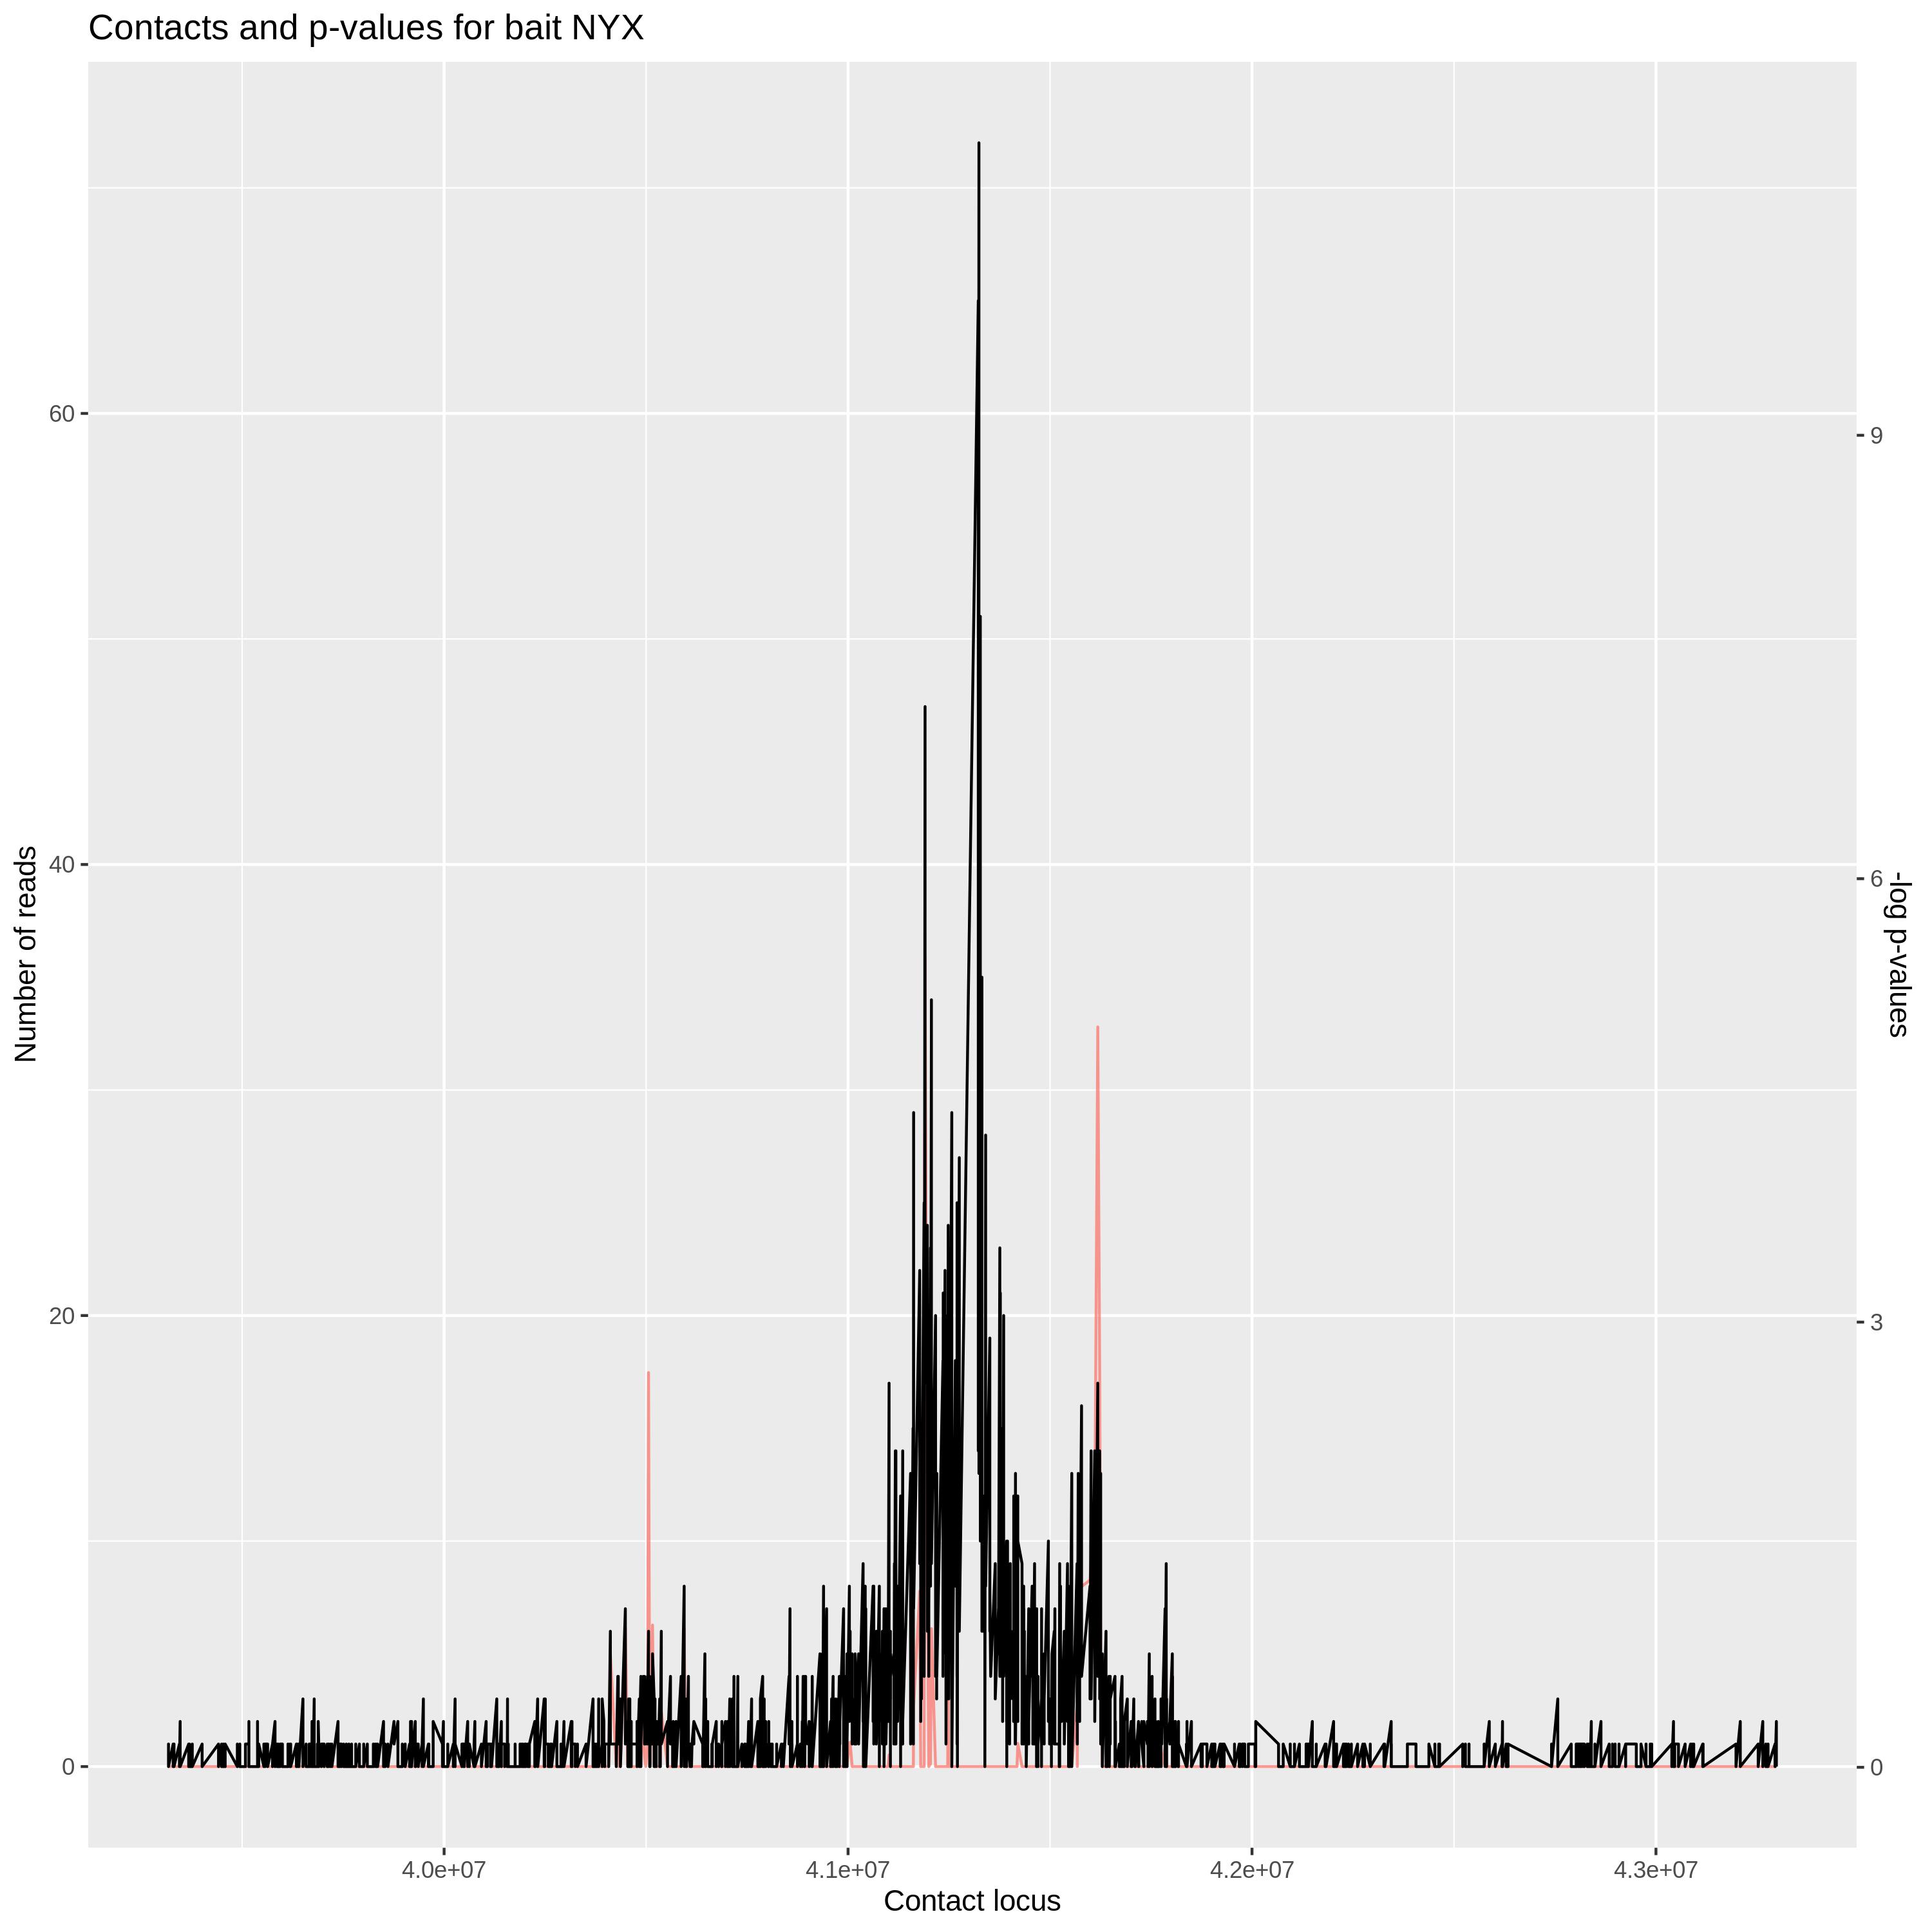 Contacts and p-values for bait NYX
60
40
20
0
Number of reads
9
6
3
0
-log p-values
4.0e+07
4.1e+07
4.2e+07
4.3e+07
Contact locus